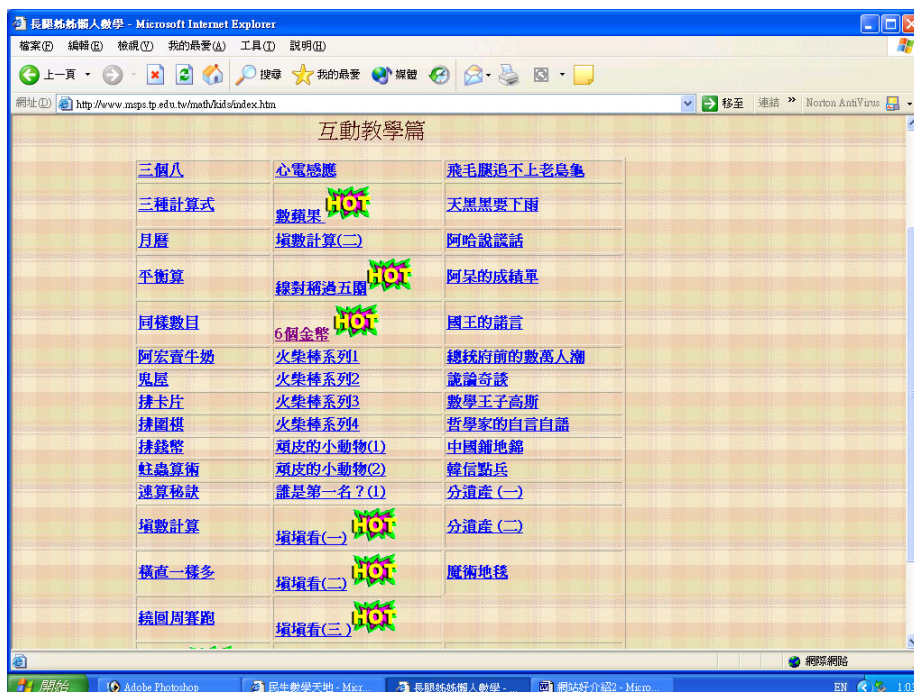 長腿姊姊懶人數學 - Microsoft Internet Explorer
檔案(F) 編輯(E) 檢視(V) 我的最愛(A) 工具(T) 說明(H)
上一頁 搜尋 我的最愛 媒體
網址(D) http://www.msps.tp.edu.tw/math/kids/index.htm 移至 連結 » Norton AntiVirus
互動教學篇
三個八 心電感應 飛毛腿追不上老烏龜
三種計算式 數蘋果 HOT 天黑黑要下雨
月曆 塡數計算(二) 阿哈說謊話
平衡算 線對稱過五關 HOT 阿呆的成績單
同樣數目 6個金幣 HOT 國王的諾言
阿宏賣牛奶 火柴棒系列1 總統府前的數萬人潮
鬼屋 火柴棒系列2 詭論奇談
排卡片 火柴棒系列3 數學王子高斯
排圍棋 火柴棒系列4 哲學家的自言自語
排錢幣 頑皮的小動物(1) 中國鋪地錦
蛀蟲算術 頑皮的小動物(2) 韓信點兵
速算秘訣 誰是第一名？(1) 分遺產 (一)
塡數計算 塡塡看(一) HOT 分遺產 (二)
橫直一樣多 塡塡看(二) HOT 魔術地毯
繞圓周賽跑 塡塡看(三) HOT
網際網路
開始 Adobe Photoshop 民生數學天地 - Micr... 長腿姊姊懶人數學 - ... 網站好介紹2 - Micro... EN